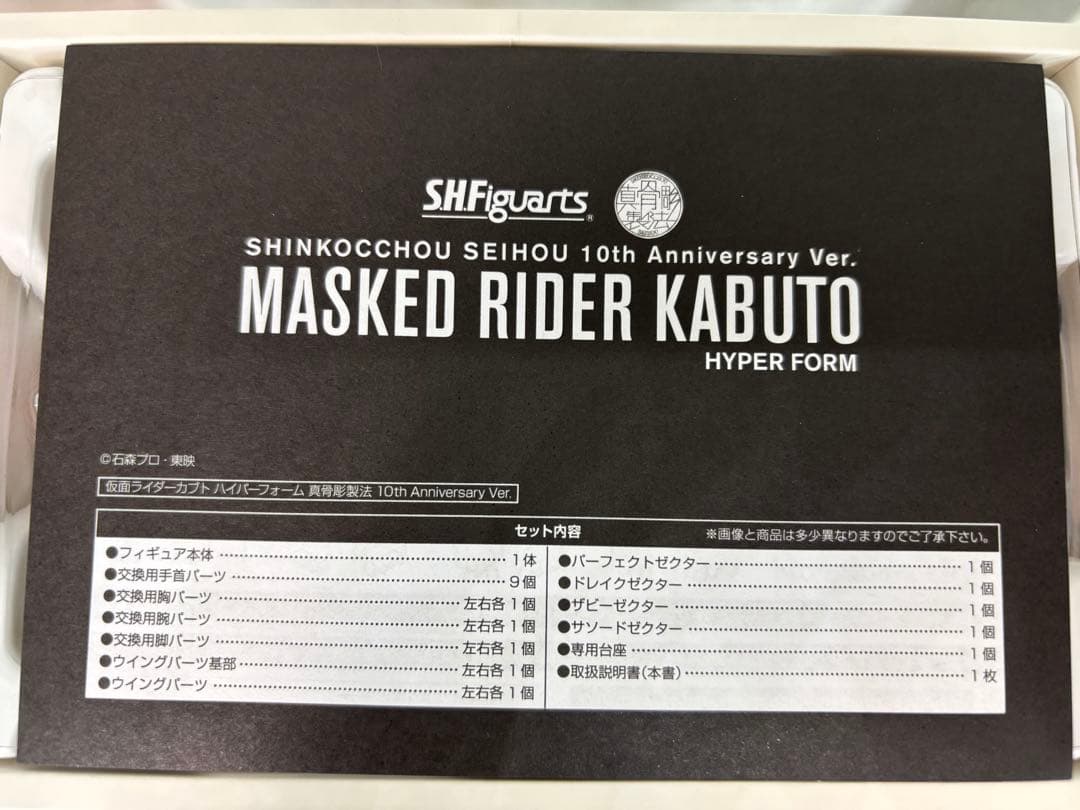 S.H.Figuarts®
真骨彫製法
SHINKOCCHOU SEIHOU 10th Anniversary Ver.
MASKED RIDER KABUTO
HYPER FORM
©石森プロ・東映
仮面ライダーカブト ハイパーフォーム 真骨彫製法 10th Anniversary Ver.
セット内容
※画像と商品は多少異なりますのでご了承下さい。
●フィギュア本体 1体
●交換用手首パーツ 9個
●交換用胸パーツ 左右各1個
●交換用腕パーツ 左右各1個
●交換用脚パーツ 左右各1個
●ウイングパーツ基部 左右各1個
●ウイングパーツ 左右各1個
●パーフェクトゼクター 1個
●ドレイクゼクター 1個
●ザビーゼクター 1個
●サソードゼクター 1個
●専用台座 1個
●取扱説明書(本書) 1枚